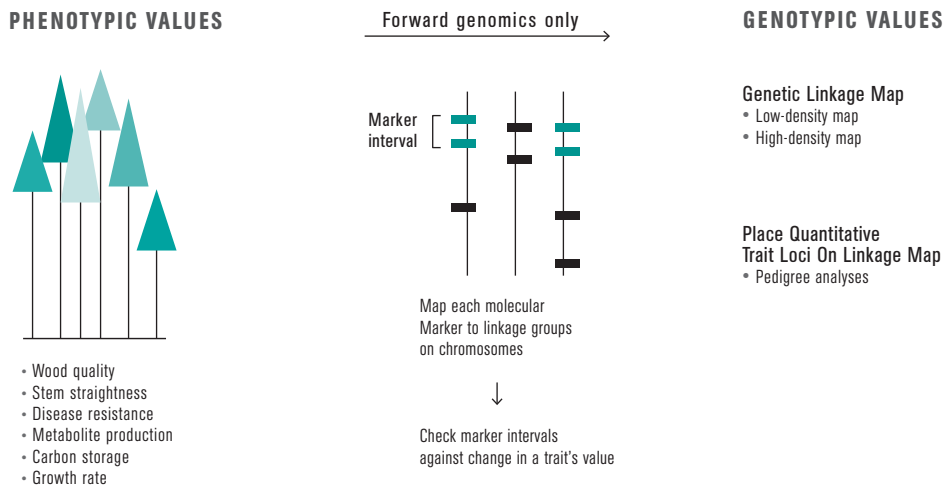 PHENOTYPIC VALUES
Forward genomics only
GENOTYPIC VALUES
Marker
interval
Genetic Linkage Map
• Low-density map
• High-density map
Place Quantitative
Trait Loci On Linkage Map
• Pedigree analyses
Map each molecular
Marker to linkage groups
on chromosomes
Check marker intervals
against change in a trait's value
• Wood quality
• Stem straightness
• Disease resistance
• Metabolite production
• Carbon storage
• Growth rate